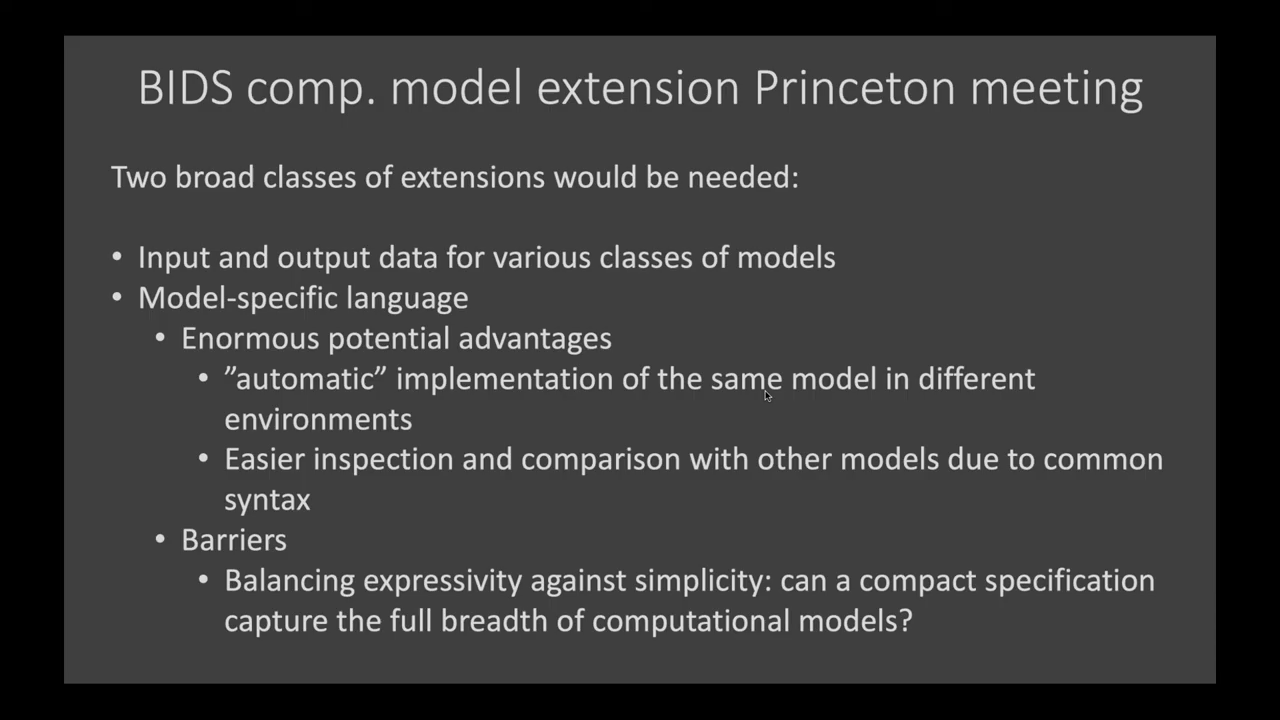 BIDS comp. model extension Princeton meeting
Two broad classes of extensions would be needed:
• Input and output data for various classes of models
• Model-specific language
• Enormous potential advantages
• ”automatic” implementation of the same model in different
environments
• Easier inspection and comparison with other models due to common
syntax
• Barriers
• Balancing expressivity against simplicity: can a compact specification
capture the full breadth of computational models?